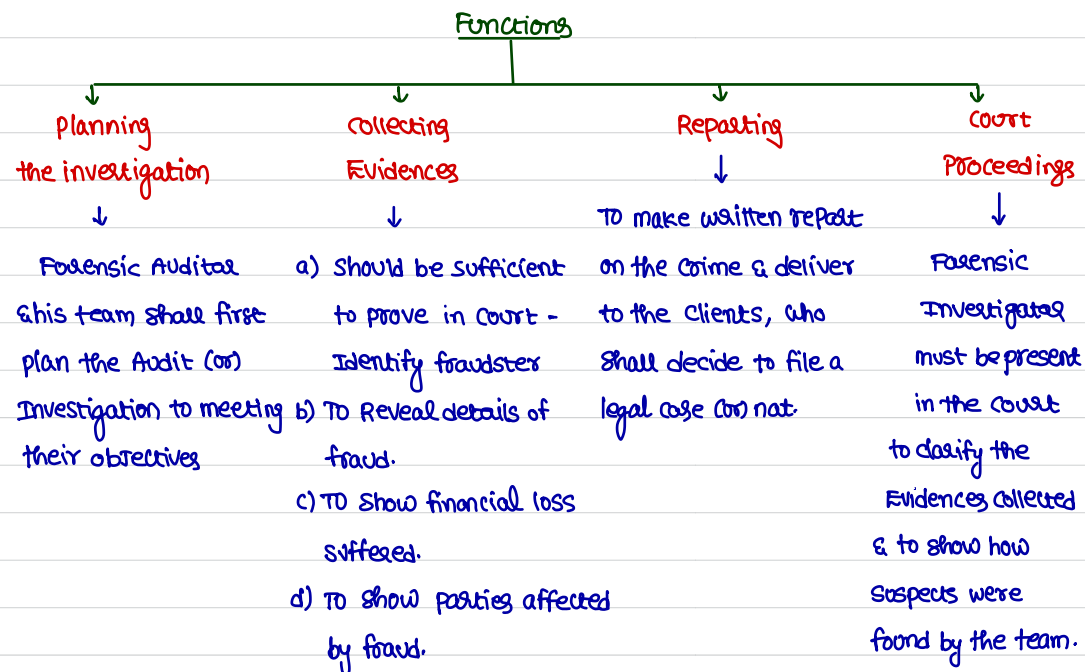 Functions
Planning
the investigation
Forensic Auditor
& his team shall first
plan the Audit (or)
Investigation to meeting
their objectives
Collecting
Evidences
a) Should be sufficient
to prove in court -
Identify fraudster
b) To Reveal details of
fraud.
c) To show financial loss
suffered.
d) To show parties affected
by fraud.
Reporting
To make written report
on the crime & deliver
to the clients, who
shall decide to file a
legal case (or) not.
Court
Proceedings
Forensic
Investigator
must be present
in the court
to clarify the
Evidences collected
& to show how
suspects were
found by the team.